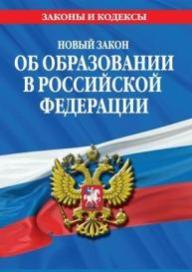 ЗАКОНЫ И КОДЕКСЫ
НОВЫЙ ЗАКОН
ОБ ОБРАЗОВАНИИ
В РОССИЙСКОЙ
ФЕДЕРАЦИИ